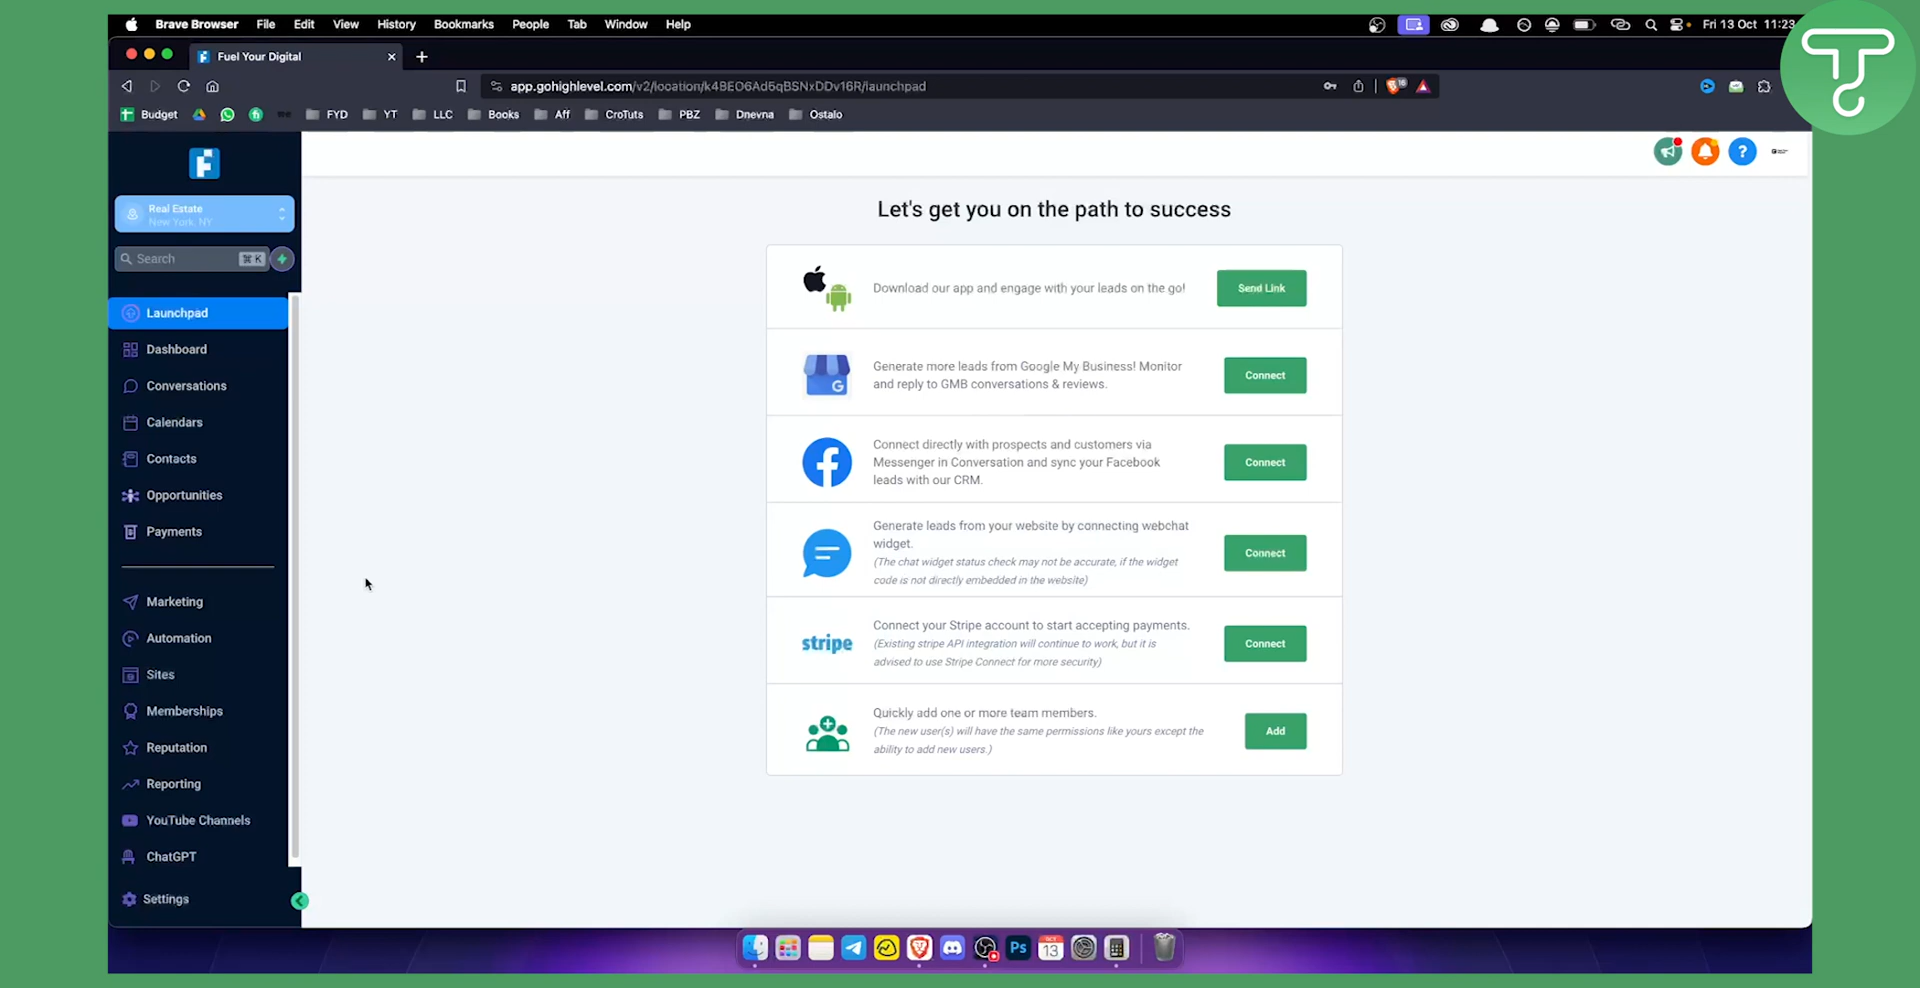 Brave Browser File Edit View History Bookmarks People Tab Window Help
Fri 13 Oct 11:23
Fuel Your Digital
app.gohighlevel.com/v2/location/k4BEO6Ad5qBSNxDDv16R/launchpad
16
Budget FYD YT LLC Books Aff CroTuts PBZ Dnevna Ostalo
Real Estate
New York, NY
Search ⌘ K
Launchpad
Dashboard
Conversations
Calendars
Contacts
Opportunities
Payments
Marketing
Automation
Sites
Memberships
Reputation
Reporting
YouTube Channels
ChatGPT
Settings
Let's get you on the path to success
Download our app and engage with your leads on the go!
Send Link
Generate more leads from Google My Business! Monitor
and reply to GMB conversations & reviews.
Connect
Connect directly with prospects and customers via
Messenger in Conversation and sync your Facebook
leads with our CRM.
Connect
Generate leads from your website by connecting webchat
widget.
(The chat widget status check may not be accurate, if the widget
code is not directly embedded in the website)
Connect
stripe
Connect your Stripe account to start accepting payments.
(Existing stripe API integration will continue to work, but it is
advised to use Stripe Connect for more security)
Connect
Quickly add one or more team members.
(The new user(s) will have the same permissions like yours except the
ability to add new users.)
Add
Ps
OCT
13